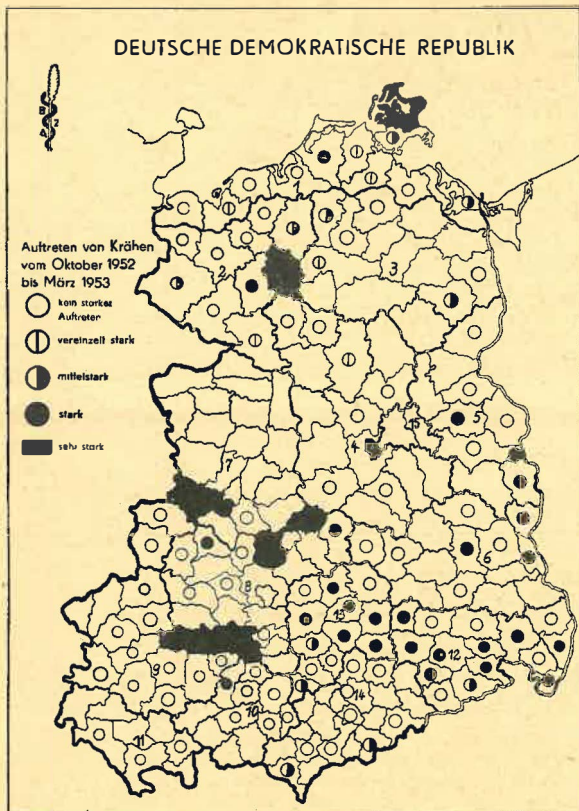 DEUTSCHE DEMOKRATISCHE REPUBLIK
Auftreten von Krähen
vom Oktober 1952
bis März 1953
kein starkes
Auftreten
vereinzelt stark
mittelstark
stark
sehr stark
1
2
3
4
15
5
7
6
8
13
12
9
14
10
11